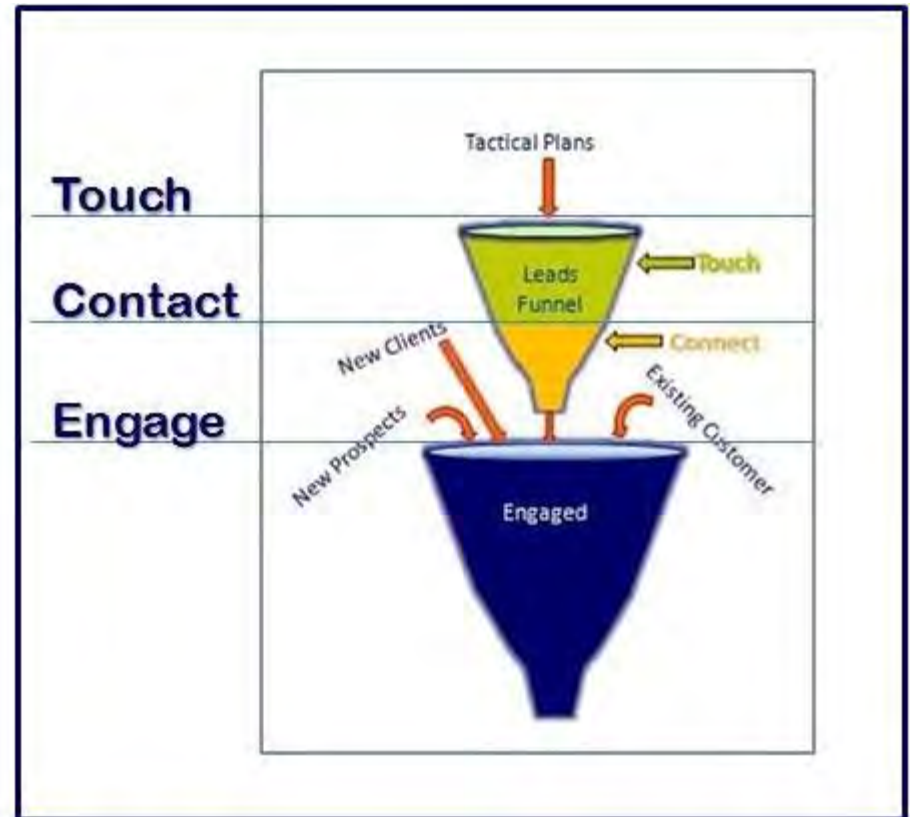 Tactical Plans
Touch
Touch
Leads
Funnel
Contact
Connect
New Clients
Existing Customer
Engage
New Prospects
Engaged